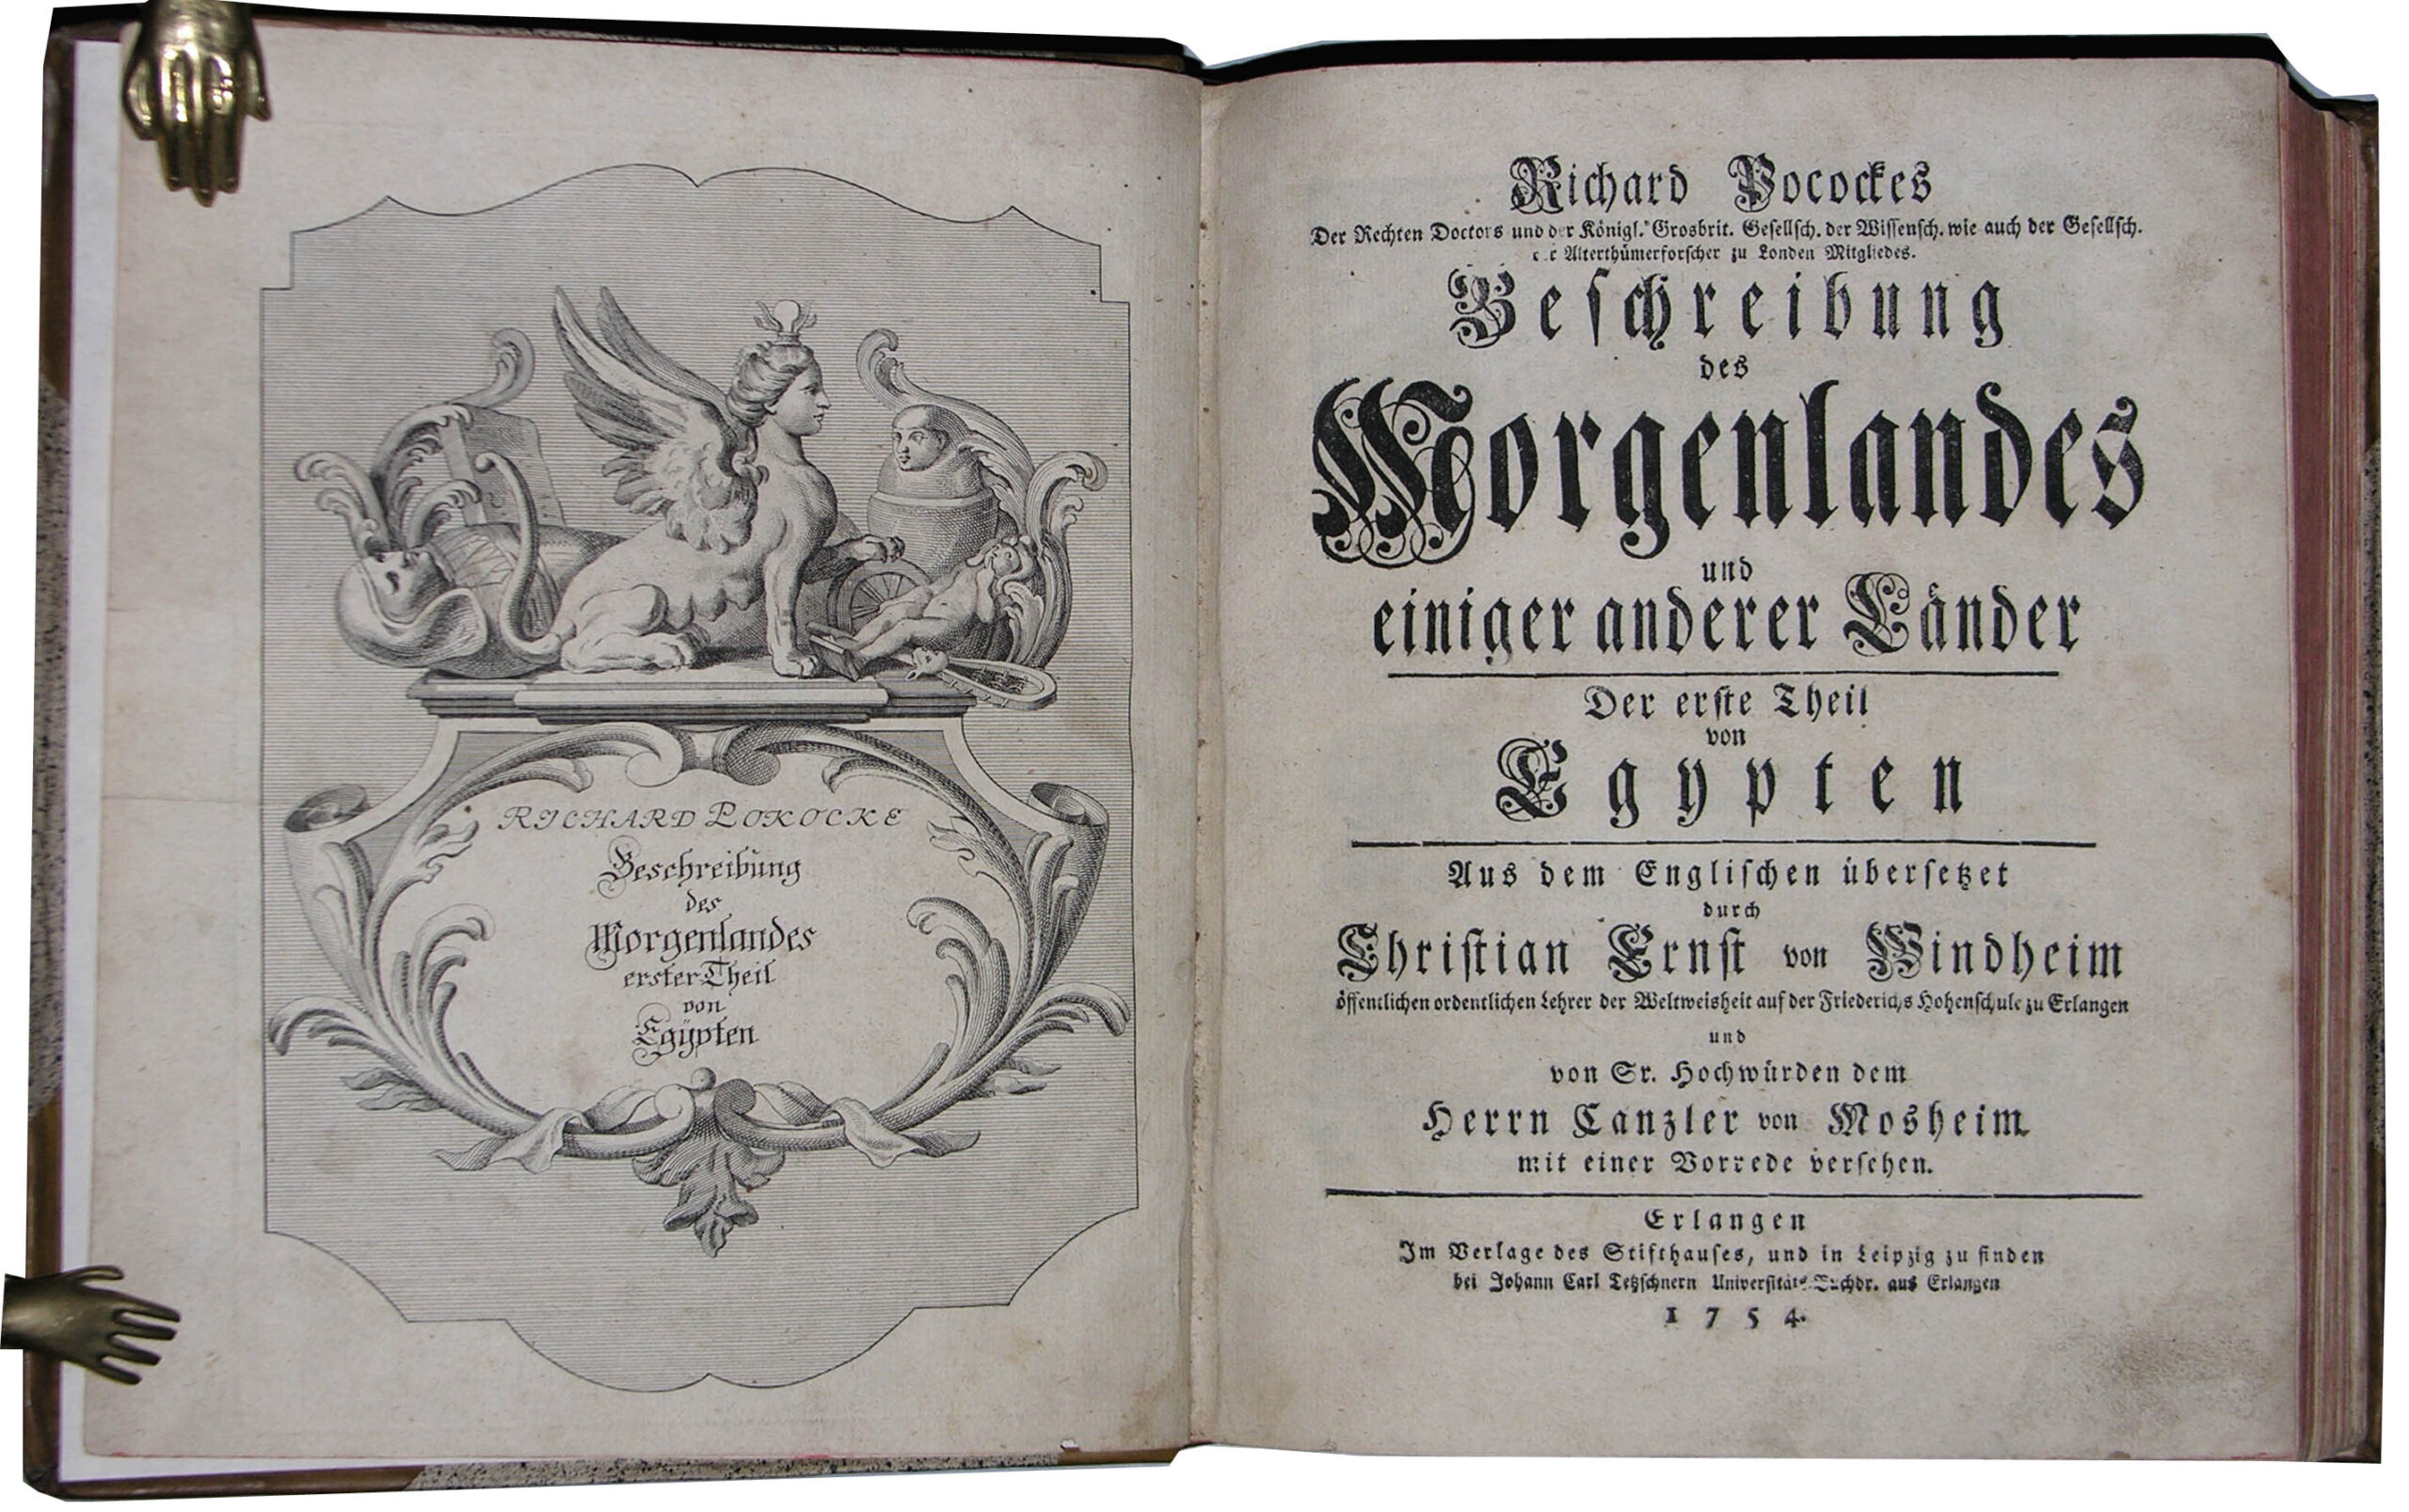 RICHARD POKOCKE
Beschreibung
des
Morgenlandes
erster Theil
von
Egÿpten
Richard Pocockes
Der Rechten Doctors und der Königl. Grosbrit. Gesellsch. der Wissensch. wie auch der Gesellsch.
Alterthümerforscher zu Londen Mitgliedes.
Beschreibung
des
Morgenlandes
und
einiger anderer Länder
Der erste Theil
von
Egypten
Aus dem Englischen übersetzet
durch
Christian Ernst von Windheim
öffentlichen ordentlichen Lehrer der Weltweisheit auf der Friederichs Hohenschule zu Erlangen
und
von Sr. Hochwürden dem
Herrn Canzler von Mosheim
mit einer Vorrede versehen.
Erlangen
Im Verlage des Stifthauses, und in Leipzig zu finden
bei Johann Carl Tetzschnern Universitäts-Buchdr. aus Erlangen
1754.